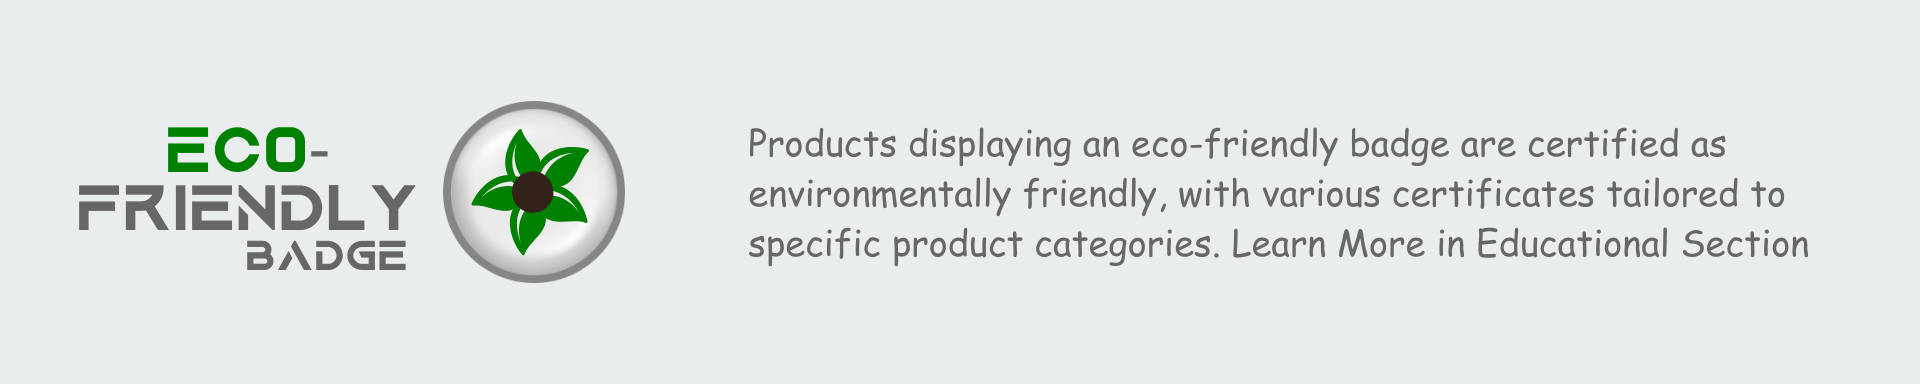 ECO-
FRIENDLY
BADGE
Products displaying an eco-friendly badge are certified as
environmentally friendly, with various certificates tailored to
specific product categories. Learn More in Educational Section